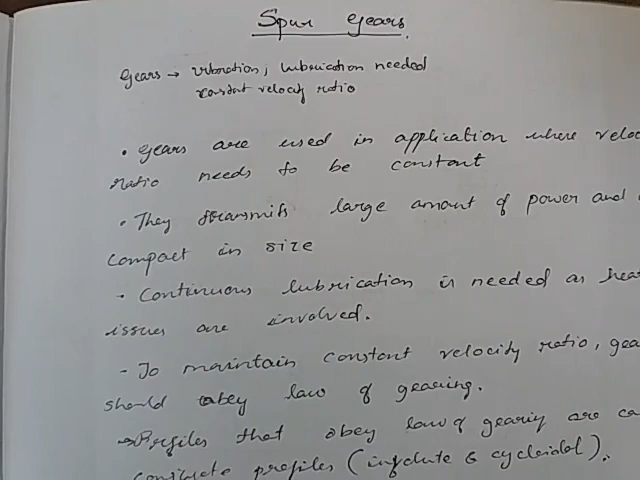 Spur Gears.
Gears → vibration, lubrication needed
constant velocity ratio
• Gears are used in application where veloc
ratio needs to be constant
• They transmits large amount of power and
compact in size
- Continuous lubrication is needed as heat
issues are involved.
- To maintain constant velocity ratio, gea
should obey law of gearing.
→ Profiles that obey law of gearing are ca
conjugate profiles (involute & cycloidal).